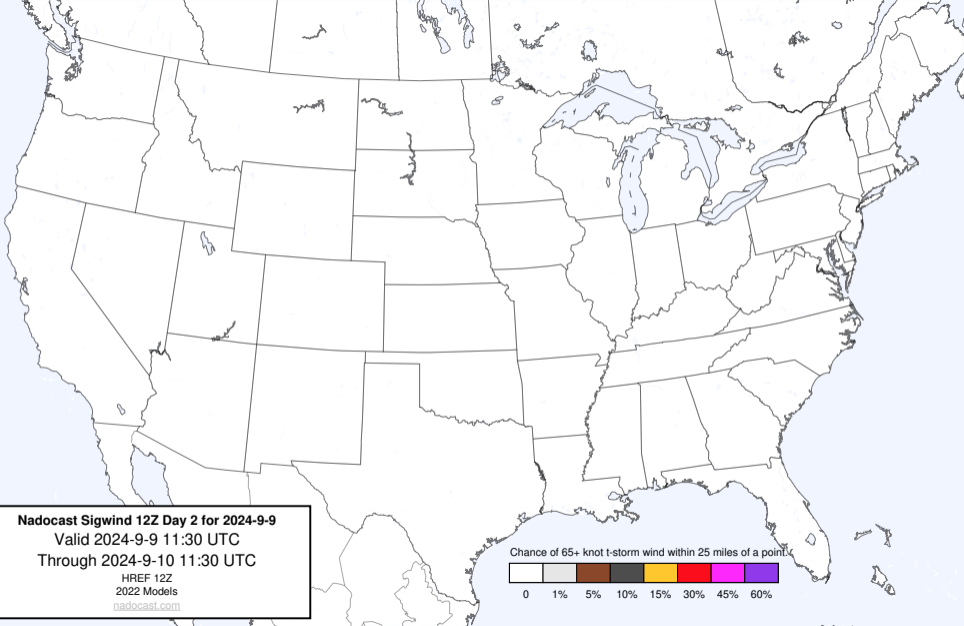 Nadocast Sigwind 12Z Day 2 for 2024-9-9
Valid 2024-9-9 11:30 UTC
Through 2024-9-10 11:30 UTC
HREF 12Z
2022 Models
nadocast.com
Chance of 65+ knot t-storm wind within 25 miles of a point.
0 1% 5% 10% 15% 30% 45% 60%